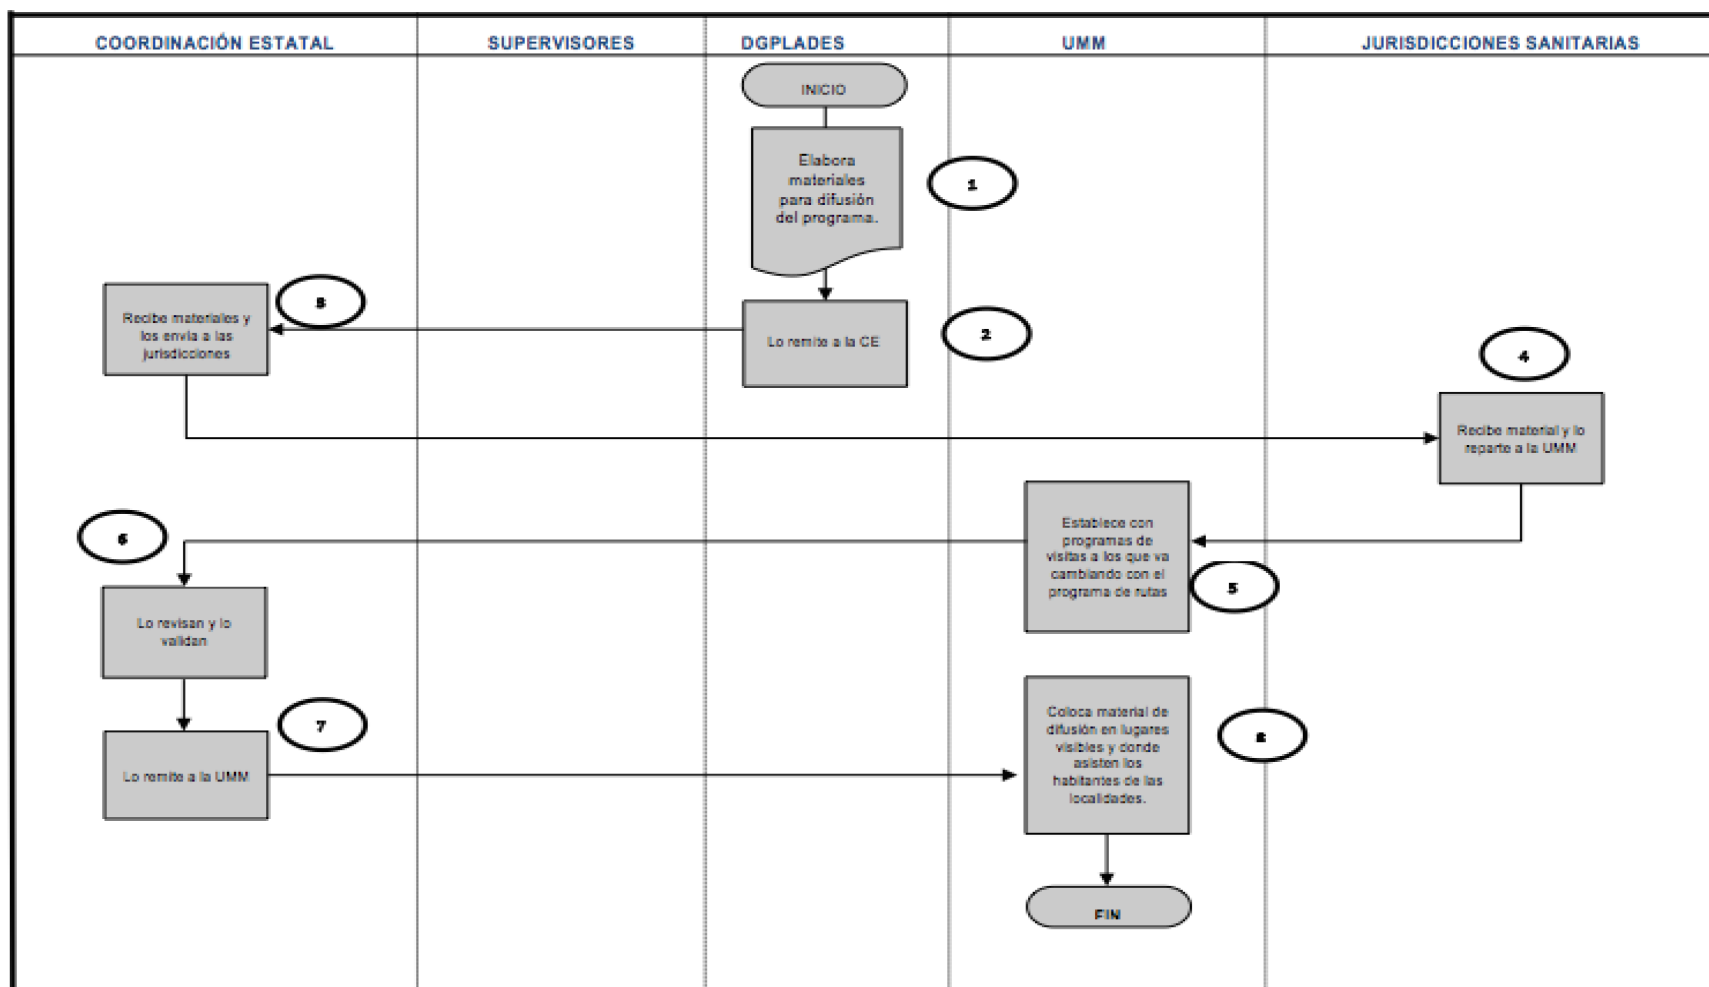 COORDINACIÓN ESTATAL
SUPERVISORES
DGPLADES
UMM
JURISDICCIONES SANITARIAS
INICIO
Elabora
materiales
para difusión
del programa.
1
Lo remite a la CE
2
Recibe materiales y
los envía a las
jurisdicciones
3
4
Recibe material y lo
reparte a la UMM
Establece con
programas de
visitas a los que va
cambiando con el
programa de rutas
5
6
Lo revisan y lo
validan
7
Lo remite a la UMM
Coloca material de
difusión en lugares
visibles y donde
asisten los
habitantes de las
localidades.
8
FIN